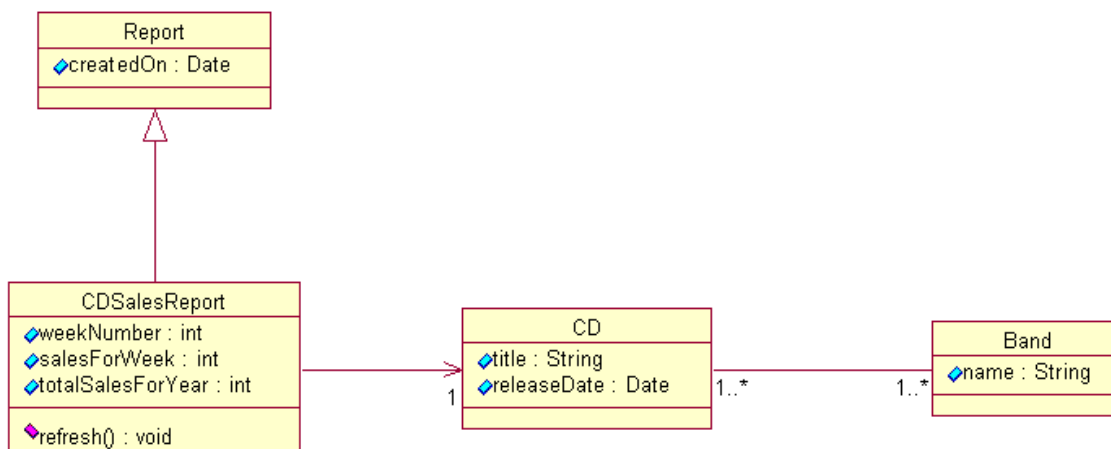 Report
createdOn : Date
CDSalesReport
weekNumber : int
salesForWeek : int
totalSalesForYear : int
refresh() : void
1
CD
title : String
releaseDate : Date
1..*
1..*
Band
name : String